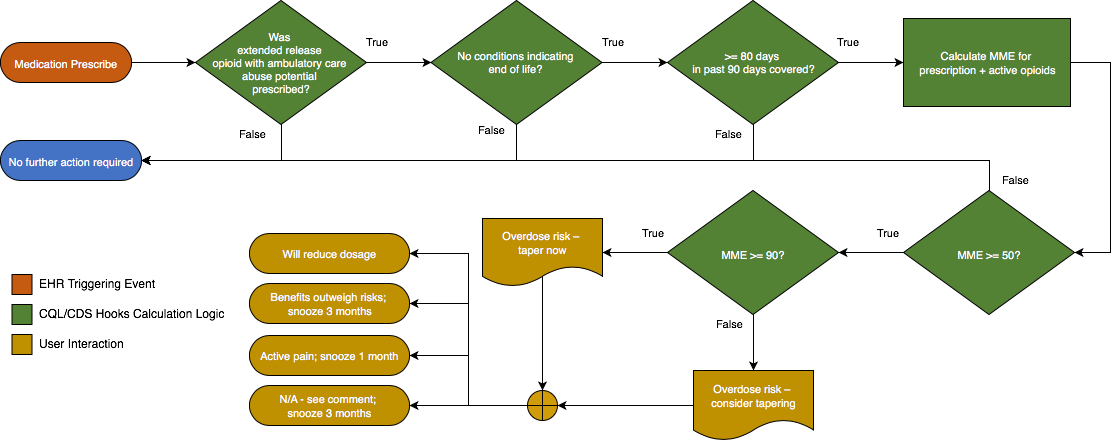 Was
extended release
opioid with ambulatory care
abuse potential
prescribed?
True
No conditions indicating
end of life?
True
>= 80 days
in past 90 days covered?
True
Calculate MME for
prescription + active opioids
Medication Prescribe
False
False
False
No further action required
False
Overdose risk –
taper now
True
MME >= 90?
True
MME >= 50?
Will reduce dosage
EHR Triggering Event
Benefits outweigh risks;
snooze 3 months
CQL/CDS Hooks Calculation Logic
False
User Interaction
Active pain; snooze 1 month
N/A - see comment;
snooze 3 months
Overdose risk –
consider tapering